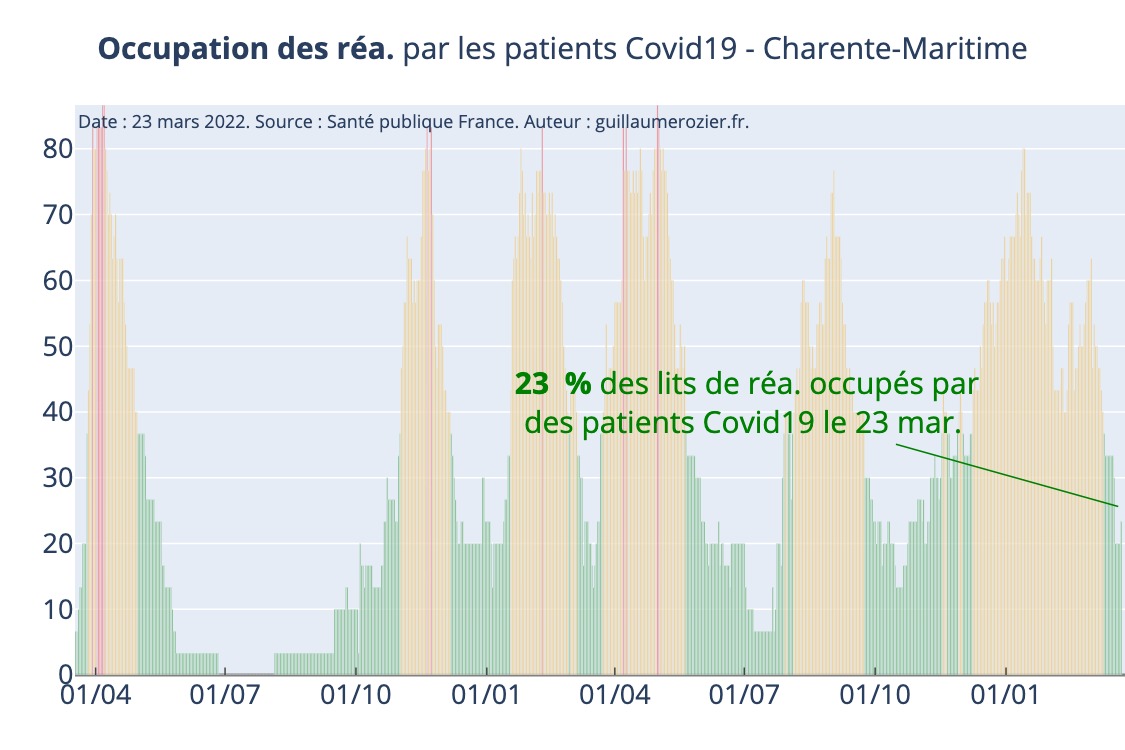 Occupation des réa. par les patients Covid19 - Charente-Maritime
Date : 23 mars 2022. Source : Santé publique France. Auteur : guillaumerozier.fr.
80
70
60
50
40
30
20
10
0
23 % des lits de réa. occupés par
des patients Covid19 le 23 mar.
01/04 01/07 01/10 01/01 01/04 01/07 01/10 01/01